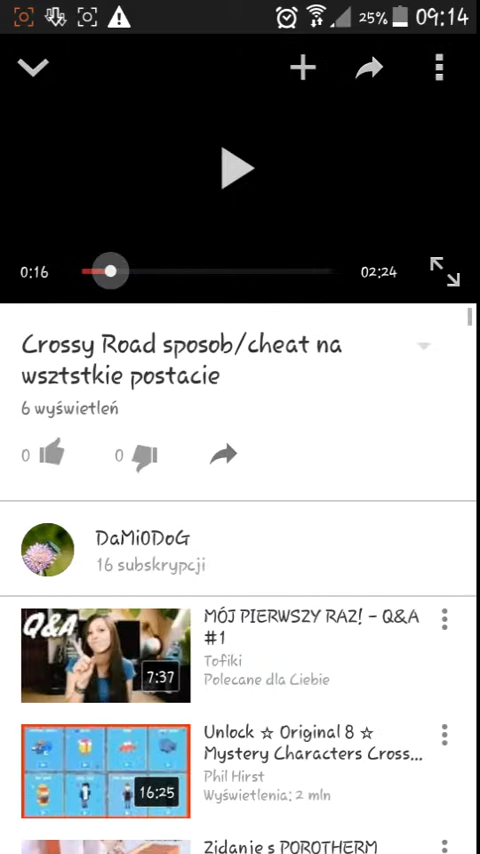 25% 09:14
0:16 02:24
Crossy Road sposob/cheat na
wsztstkie postacie
6 wyświetleń
0 0
DaMi0DoG
16 subskrypcji
Q&A
7:37
MÓJ PIERWSZY RAZ! - Q&A
#1
Tofiki
Polecane dla Ciebie
16:25
Unlock ☆ Original 8 ☆
Mystery Characters Cross...
Phil Hirst
Wyświetlenia: 2 mln
Zidanie s POROTHERM